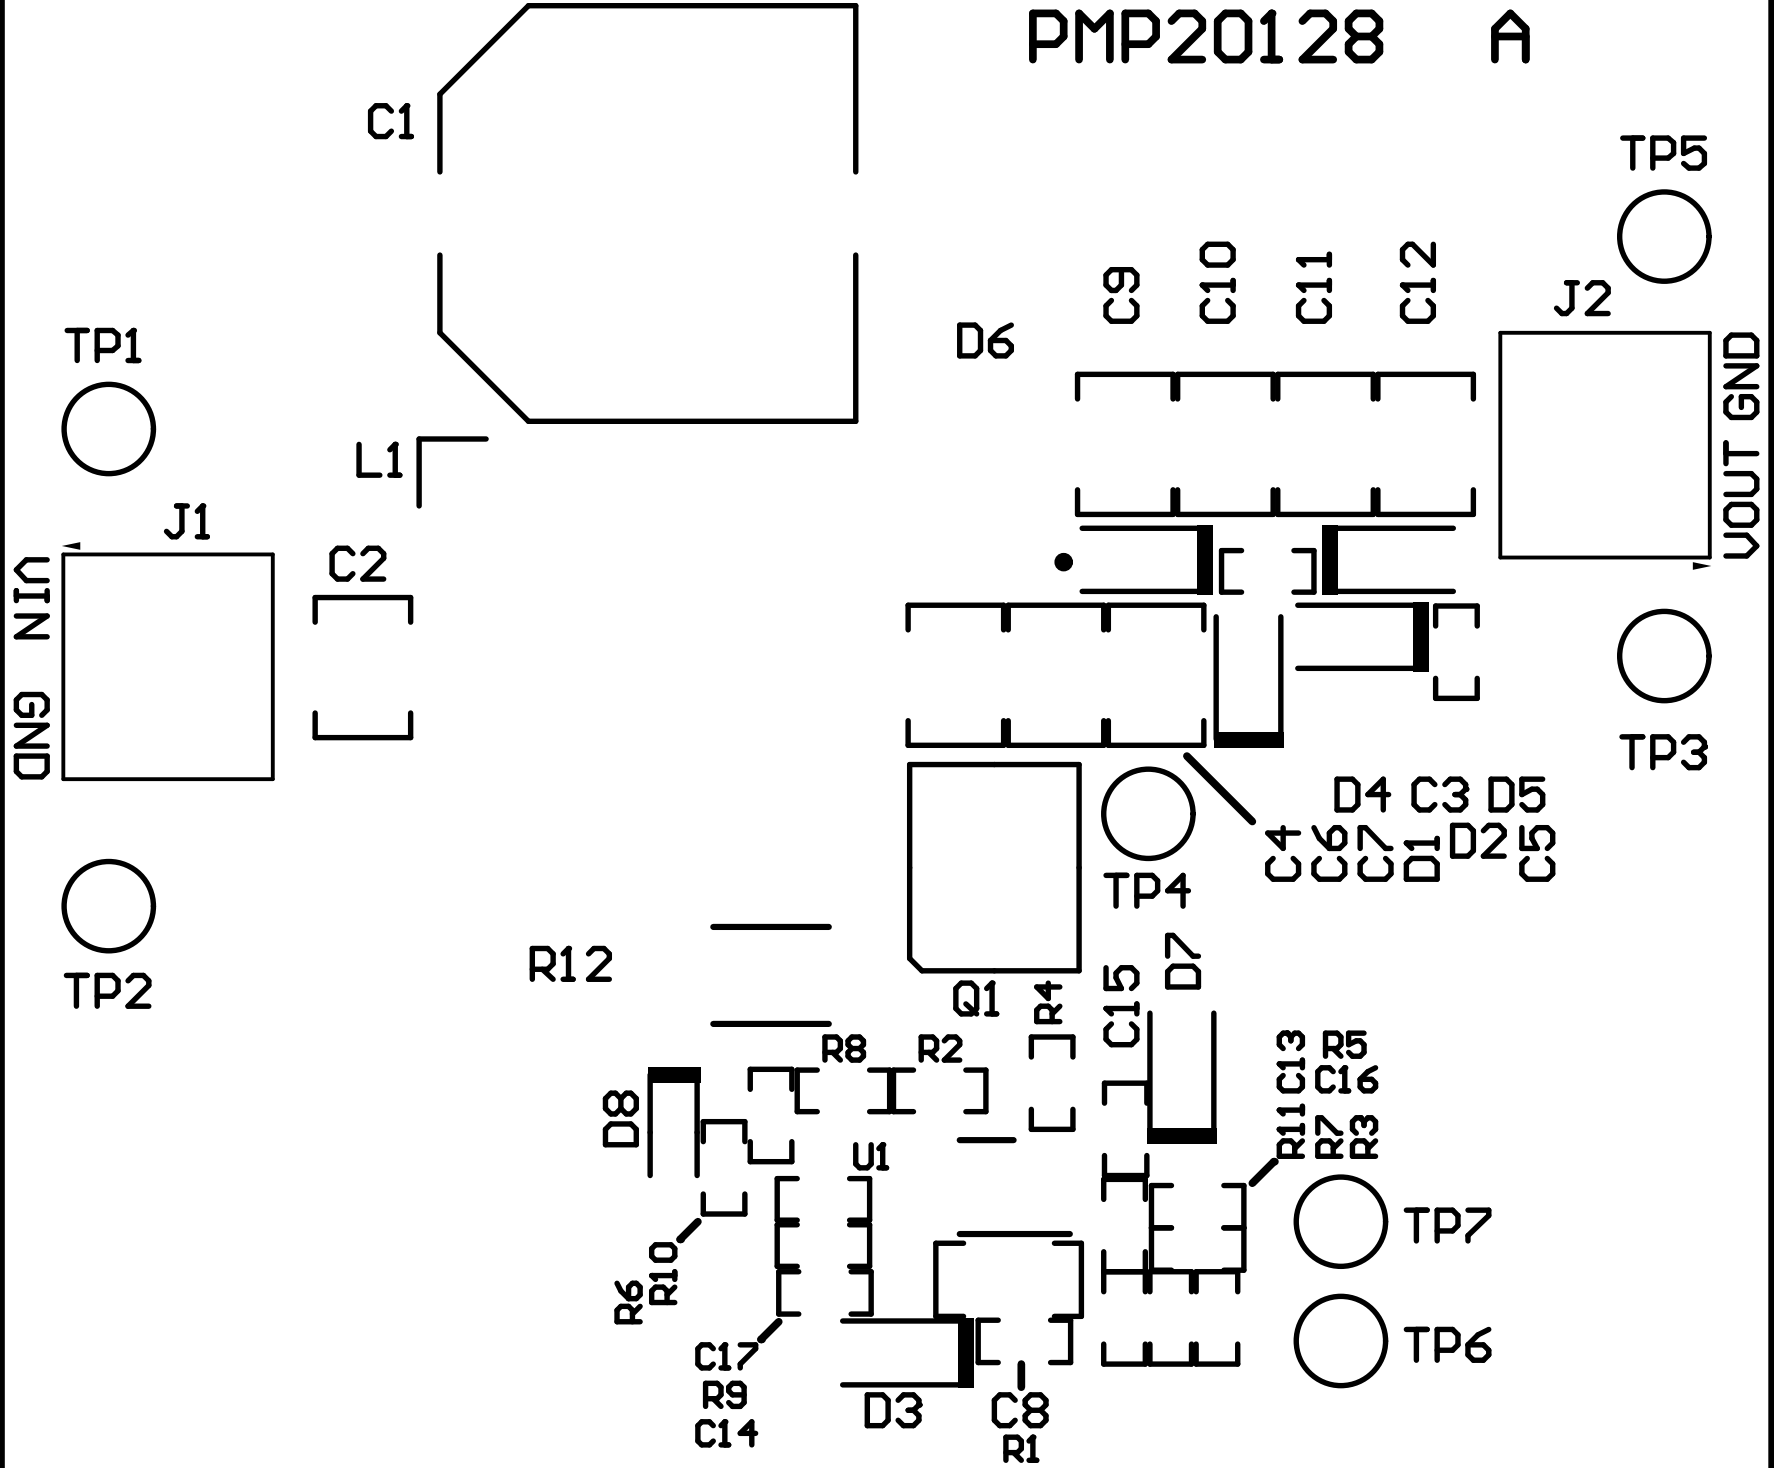 PMP20128 A
C1
TP5
C9
C10
C11
C12
J2
D6
TP1
L1
VOUT GND
J1
C2
VIN GND
TP3
D4 C3 D5
C4
C6
C7
D1
D2
C5
TP4
R12
TP2
Q1
R4
C15
D7
R8
R2
R11 C13
R5
C16
R7
R3
D8
U1
TP7
R6
R10
TP6
C17
R9
C14
D3
C8
R1